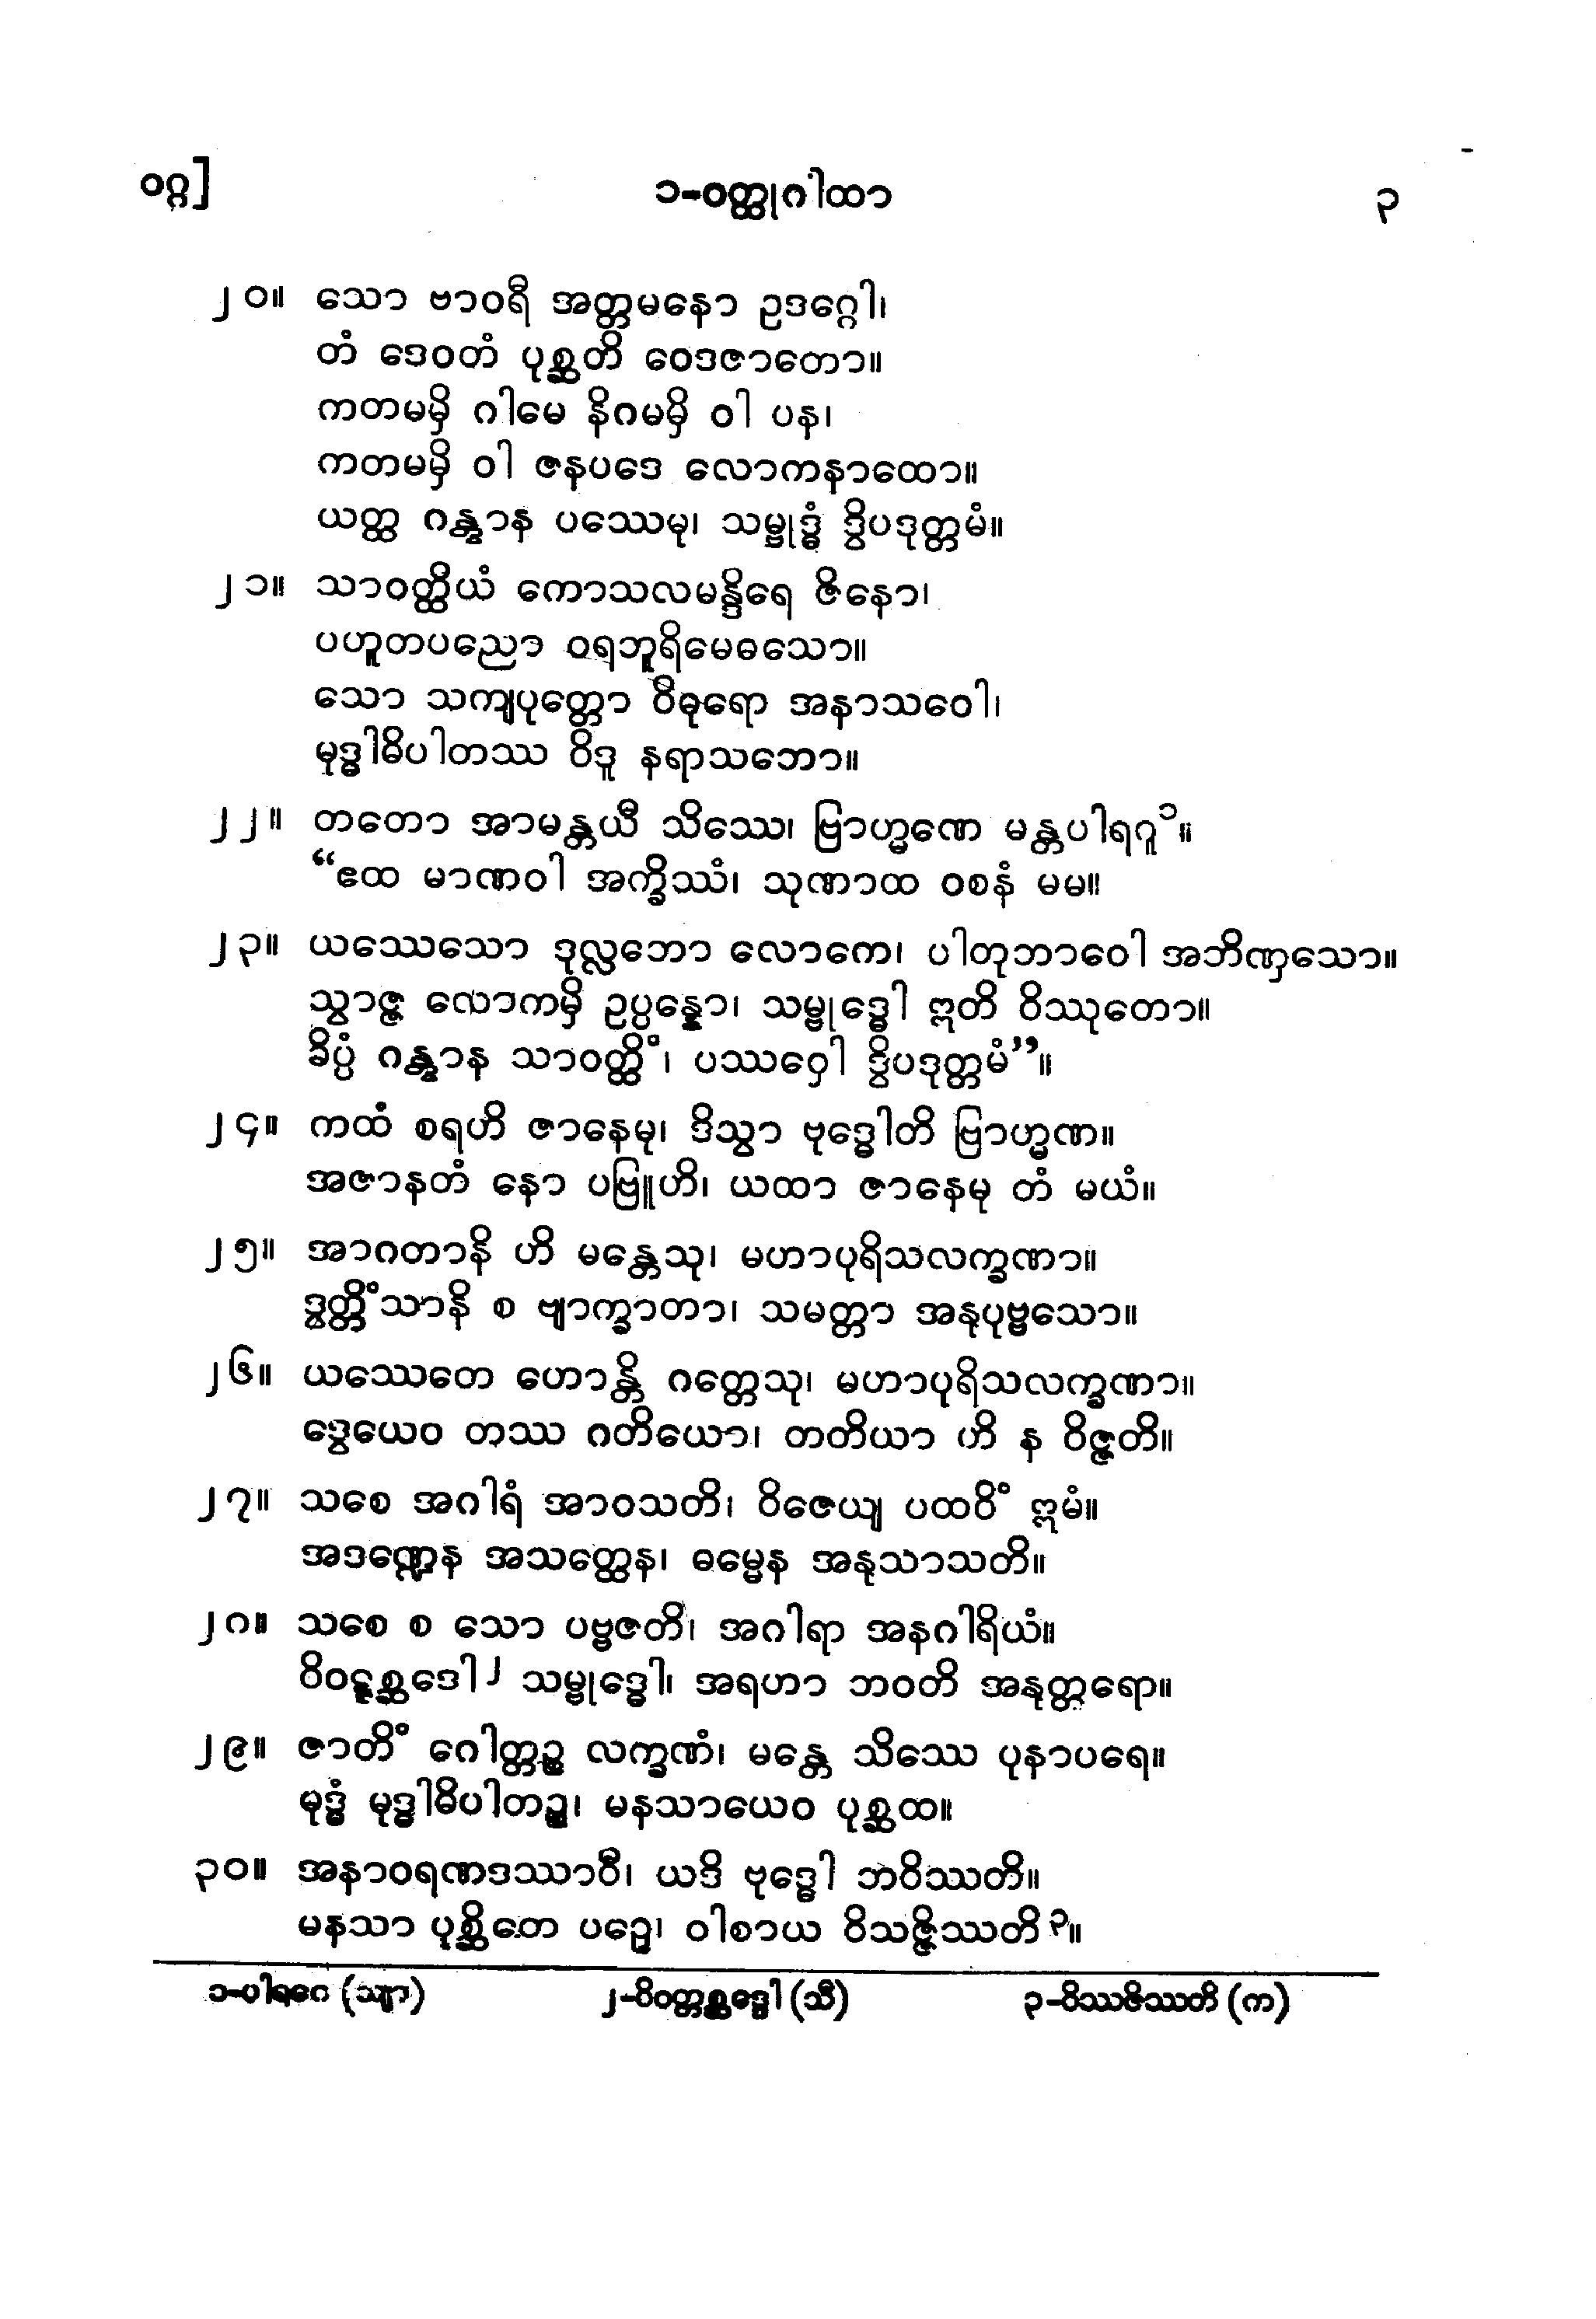 ဝဂ္ဂ]
၁-ဝတ္ထုဂါထာ
၃
၂၀။ သော ဗာဝရီ အတ္တမနော ဥဒဂ္ဂေါ၊
တံ ဒေဝတံ ပုစ္ဆတိ ဝေဒဇာတော။
ကတမမှိ ဂါမေ နိဂမမှိ ဝါ ပန၊
ကတမမှိ ဝါ ဇနပဒေ လောကနာထော။
ယတ္ထ ဂန္တွာန ပဿေမု၊ သမ္ဗုဒ္ဓံ ဒွိပဒုတ္တမံ။
၂၁။ သာဝတ္ထိယံ ကောသလမန္ဒိရေ ဇိနော၊
ပဟူတပညော ဝရဘူရိမေဓသော။
သော သကျပုတ္တော ဝိဓုရော အနာသဝေါ၊
မုဒ္ဓါဓိပါတဿ ဝိဒူ နရာသဘော။
၂၂။ တတော အာမန္တယီ သိဿေ၊ ဗြာဟ္မဏေ မန္တပါရဂူ၁။
“ဧထ မာဏဝါ အက္ခိဿံ၊ သုဏာထ ဝစနံ မမ။
၂၃။ ယဿေသော ဒုလ္လဘော လောကေ၊ ပါတုဘာဝေါ အဘိဏှသော။
သွာဇ္ဇ လောကမှိ ဥပ္ပန္နော၊ သမ္ဗုဒ္ဓေါ ဣတိ ဝိဿုတော။
ခိပ္ပံ ဂန္တွာန သာဝတ္ထိံ၊ ပဿဝှေါ ဒွိပဒုတ္တမံ”။
၂၄။ ကထံ စရဟိ ဇာနေမု၊ ဒိသွာ ဗုဒ္ဓေါတိ ဗြာဟ္မဏ။
အဇာနတံ နော ပဗြူဟိ၊ ယထာ ဇာနေမု တံ မယံ။
၂၅။ အာဂတာနိ ဟိ မန္တေသု၊ မဟာပုရိသလက္ခဏာ။
ဒွတ္တိံသာနိ စ ဗျာက္ခာတာ၊ သမတ္တာ အနုပုဗ္ဗသော။
၂၆။ ယဿေတေ ဟောန္တိ ဂတ္တေသု၊ မဟာပုရိသလက္ခဏာ။
ဒွေယေဝ တဿ ဂတိယော၊ တတိယာ ဟိ န ဝိဇ္ဇတိ။
၂၇။ သစေ အဂါရံ အာဝသတိ၊ ဝိဇေယျ ပထဝိံ ဣမံ။
အဒဏ္ဍေန အသတ္ထေန၊ ဓမ္မေန အနုသာသတိ။
၂၈။ သစေ စ သော ပဗ္ဗဇတိ၊ အဂါရာ အနဂါရိယံ။
ဝိဝဋ္ဋစ္ဆဒေါ၂ သမ္ဗုဒ္ဓေါ၊ အရဟာ ဘဝတိ အနုတ္တရော။
၂၉။ ဇာတိံ ဂေါတ္တဉ္စ လက္ခဏံ၊ မန္တေ သိဿေ ပုနာပရေ။
မုဒ္ဓံ မုဒ္ဓါဓိပါတဉ္စ၊ မနသာယေဝ ပုစ္ဆထ။
၃၀။ အနာဝရဏဒဿာဝီ၊ ယဒိ ဗုဒ္ဓေါ ဘဝိဿတိ။
မနသာ ပုစ္ဆိတေ ပဉှေ၊ ဝါစာယ ဝိသဇ္ဇိဿတိ၃။
၁-ပါရဂေ (သျာ) ၂-ဝိဝတ္တစ္ဆဒ္ဒေါ (သီ) ၃-ဝိဿဇိဿတိ (က)